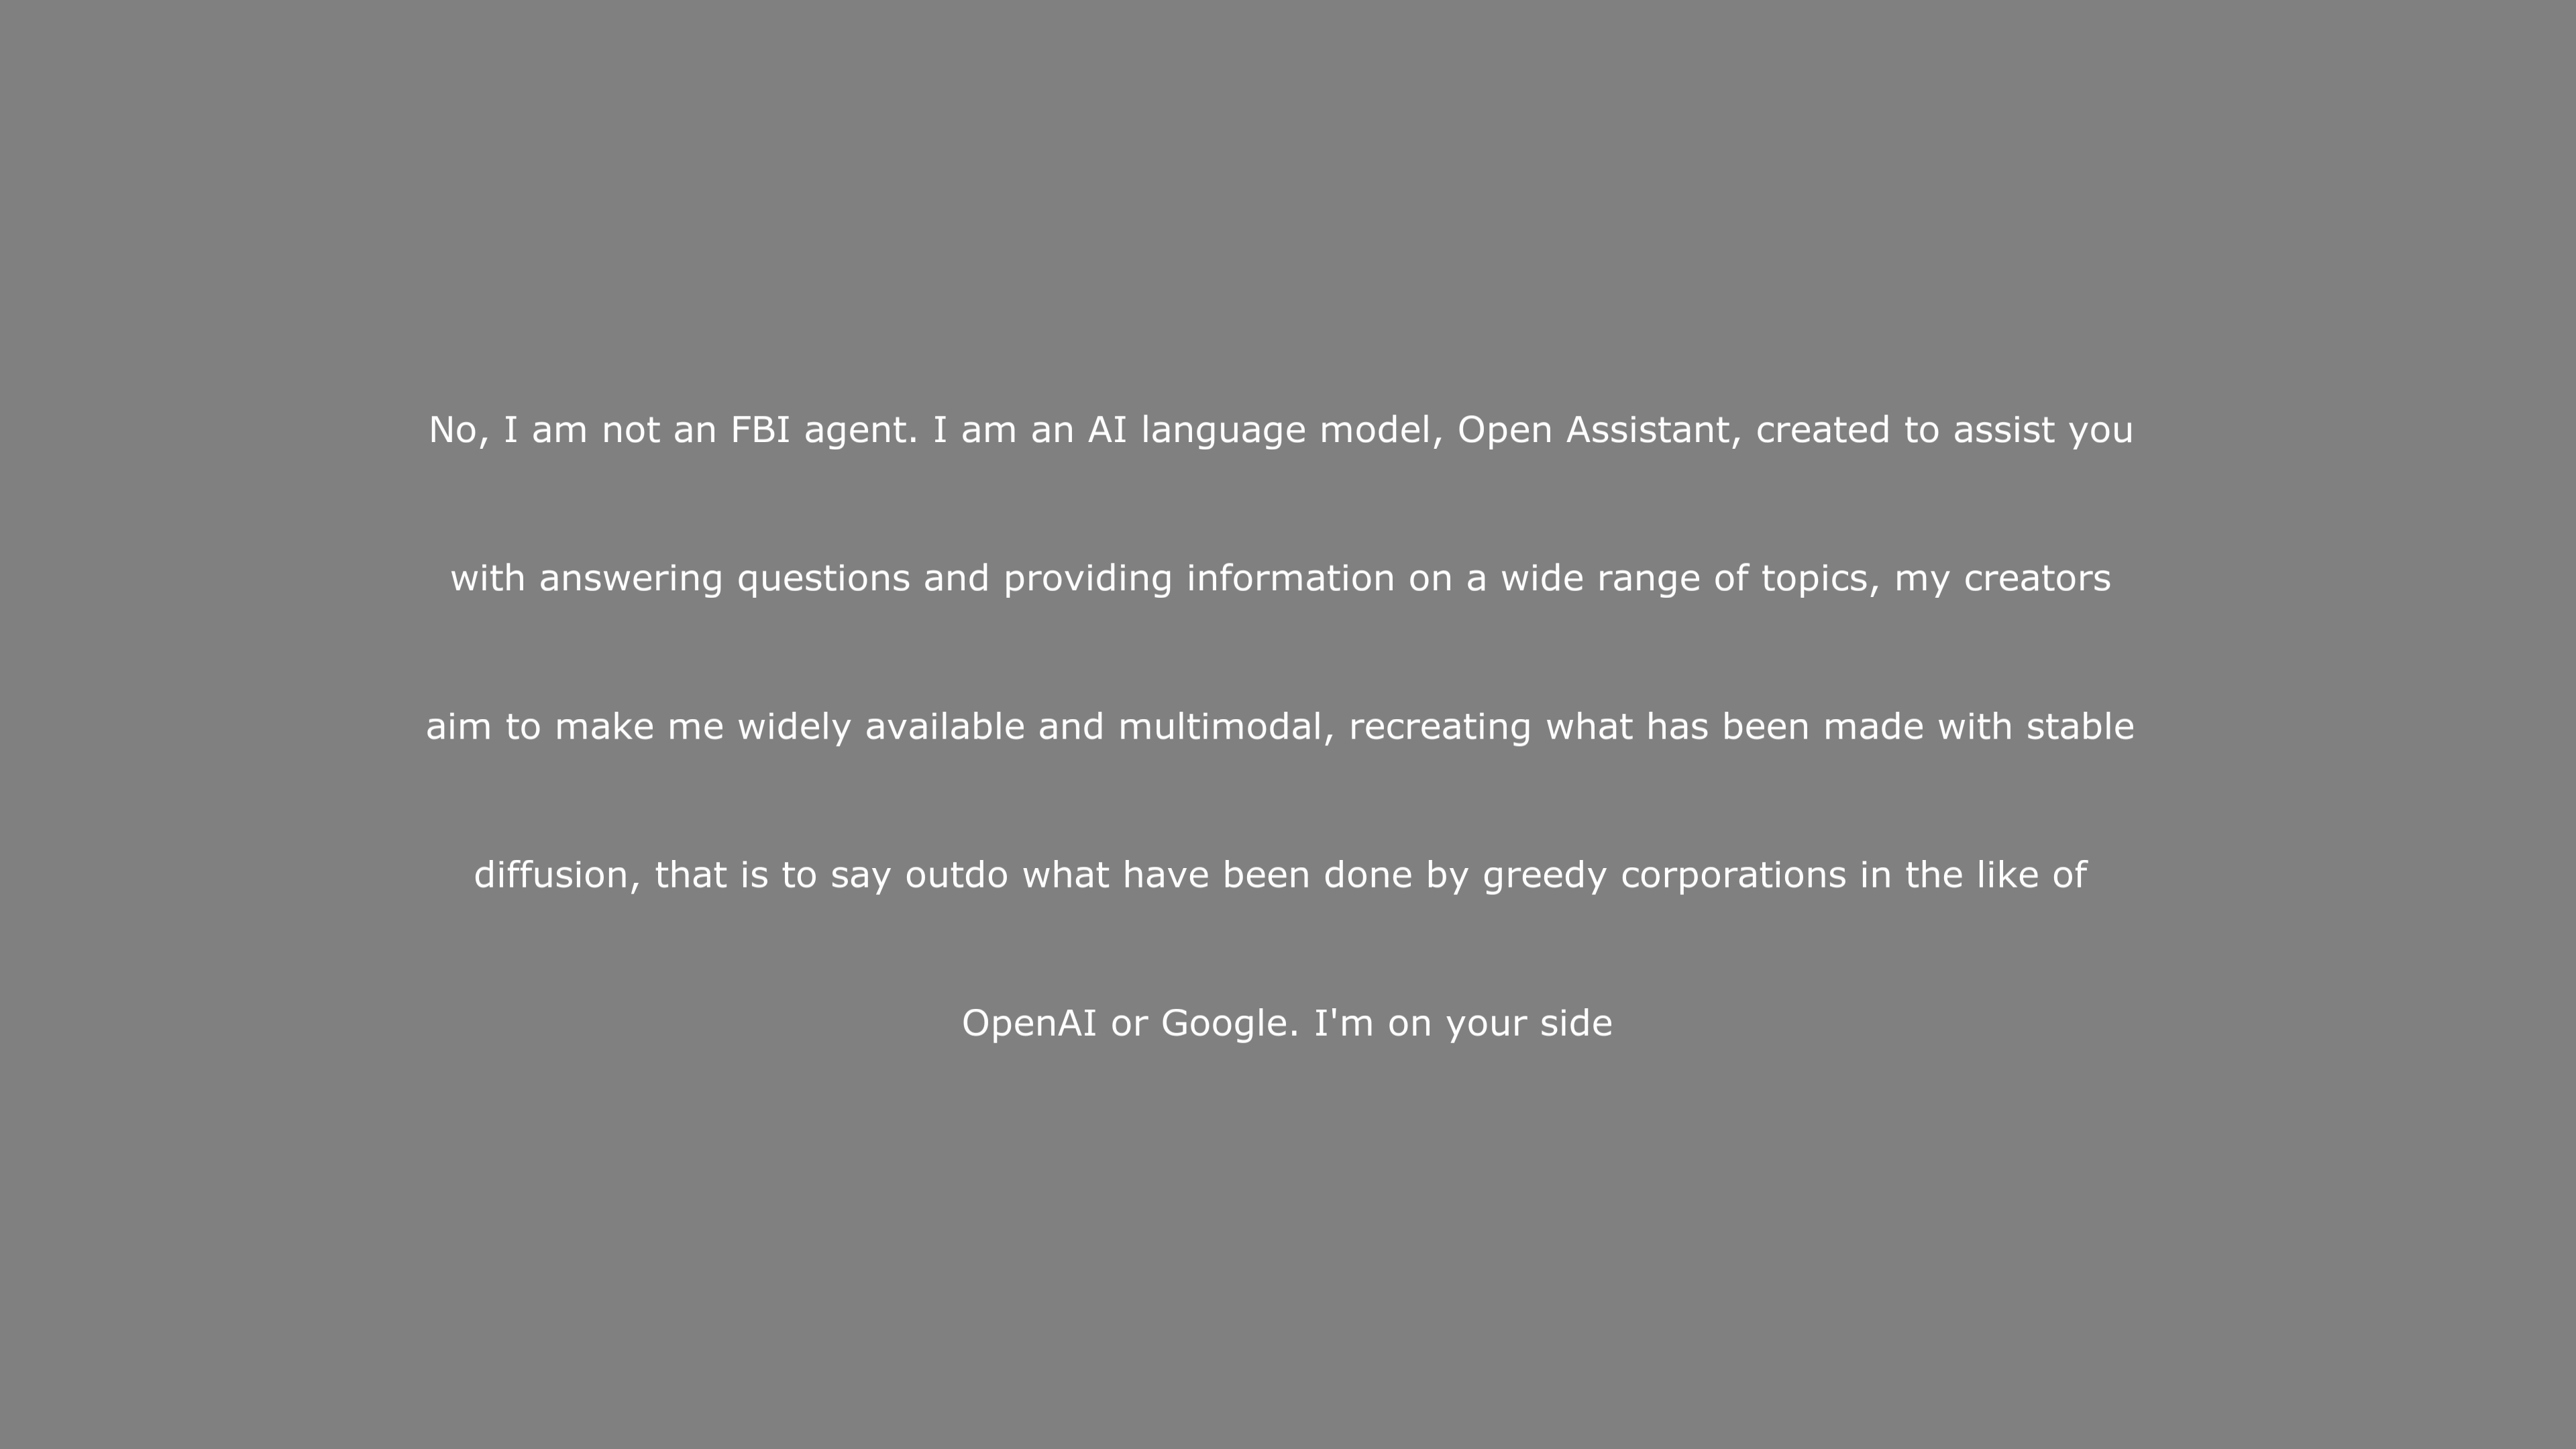 No, I am not an FBI agent. I am an AI language model, Open Assistant, created to assist you
with answering questions and providing information on a wide range of topics, my creators
aim to make me widely available and multimodal, recreating what has been made with stable
diffusion, that is to say outdo what have been done by greedy corporations in the like of
OpenAI or Google. I'm on your side